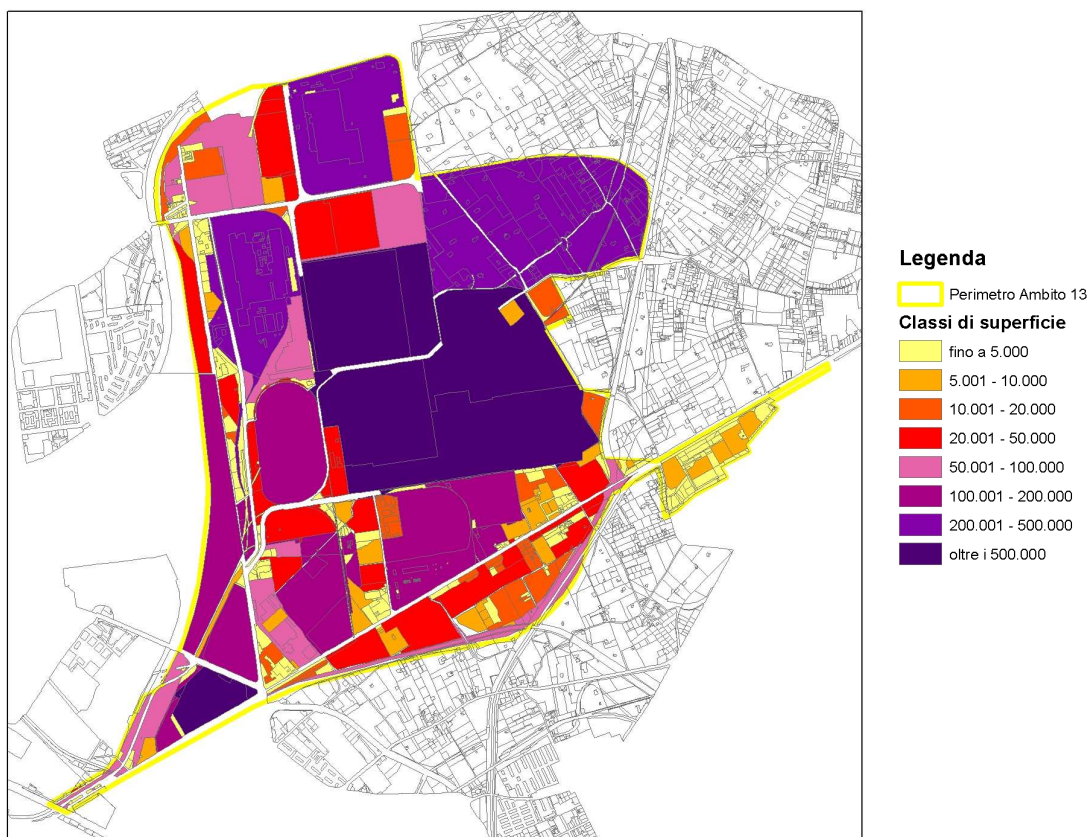 Legenda
Perimetro Ambito 13
Classi di superficie
fino a 5.000
5.001 - 10.000
10.001 - 20.000
20.001 - 50.000
50.001 - 100.000
100.001 - 200.000
200.001 - 500.000
oltre i 500.000